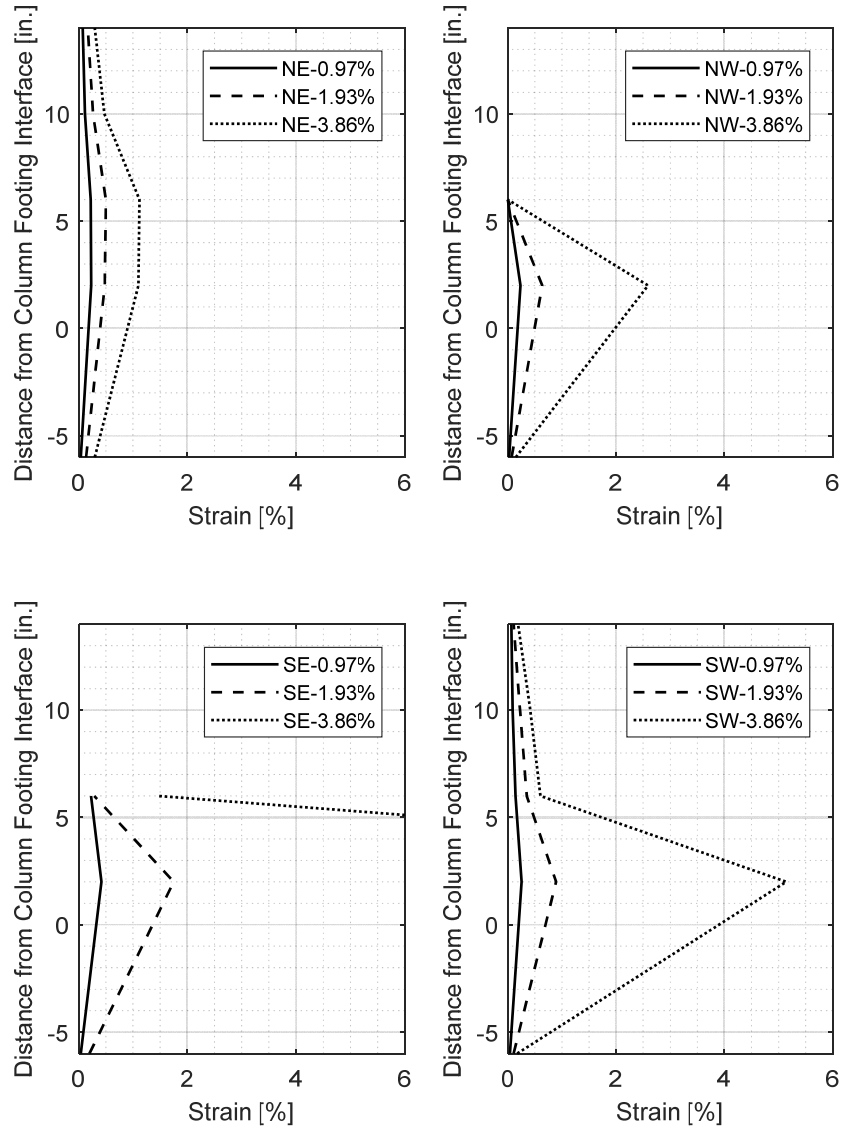 Distance from Column Footing Interface [in.]
10
5
0
-5
NE-0.97%
NE-1.93%
NE-3.86%
0 2 4 6
Strain [%]
Distance from Column Footing Interface [in.]
10
5
0
-5
NW-0.97%
NW-1.93%
NW-3.86%
0 2 4 6
Strain [%]
Distance from Column Footing Interface [in.]
10
5
0
-5
SE-0.97%
SE-1.93%
SE-3.86%
0 2 4 6
Strain [%]
Distance from Column Footing Interface [in.]
10
5
0
-5
SW-0.97%
SW-1.93%
SW-3.86%
0 2 4 6
Strain [%]